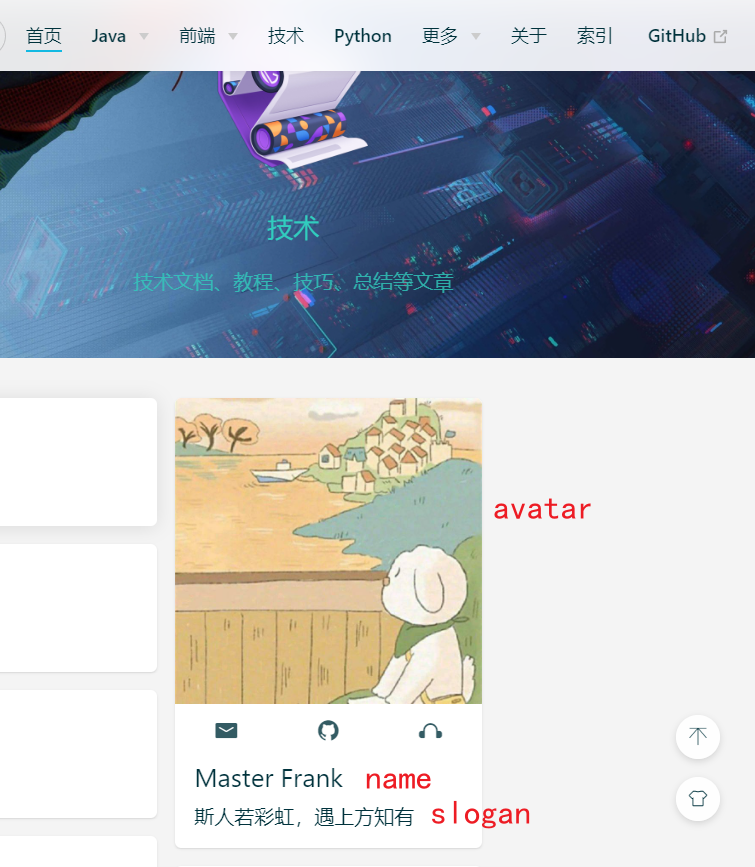 首页 Java 前端 技术 Python 更多 关于 索引 GitHub
技术
技术文档、教程、技巧、总结等文章
avatar
Master Frank name
斯人若彩虹，遇上方知有 slogan